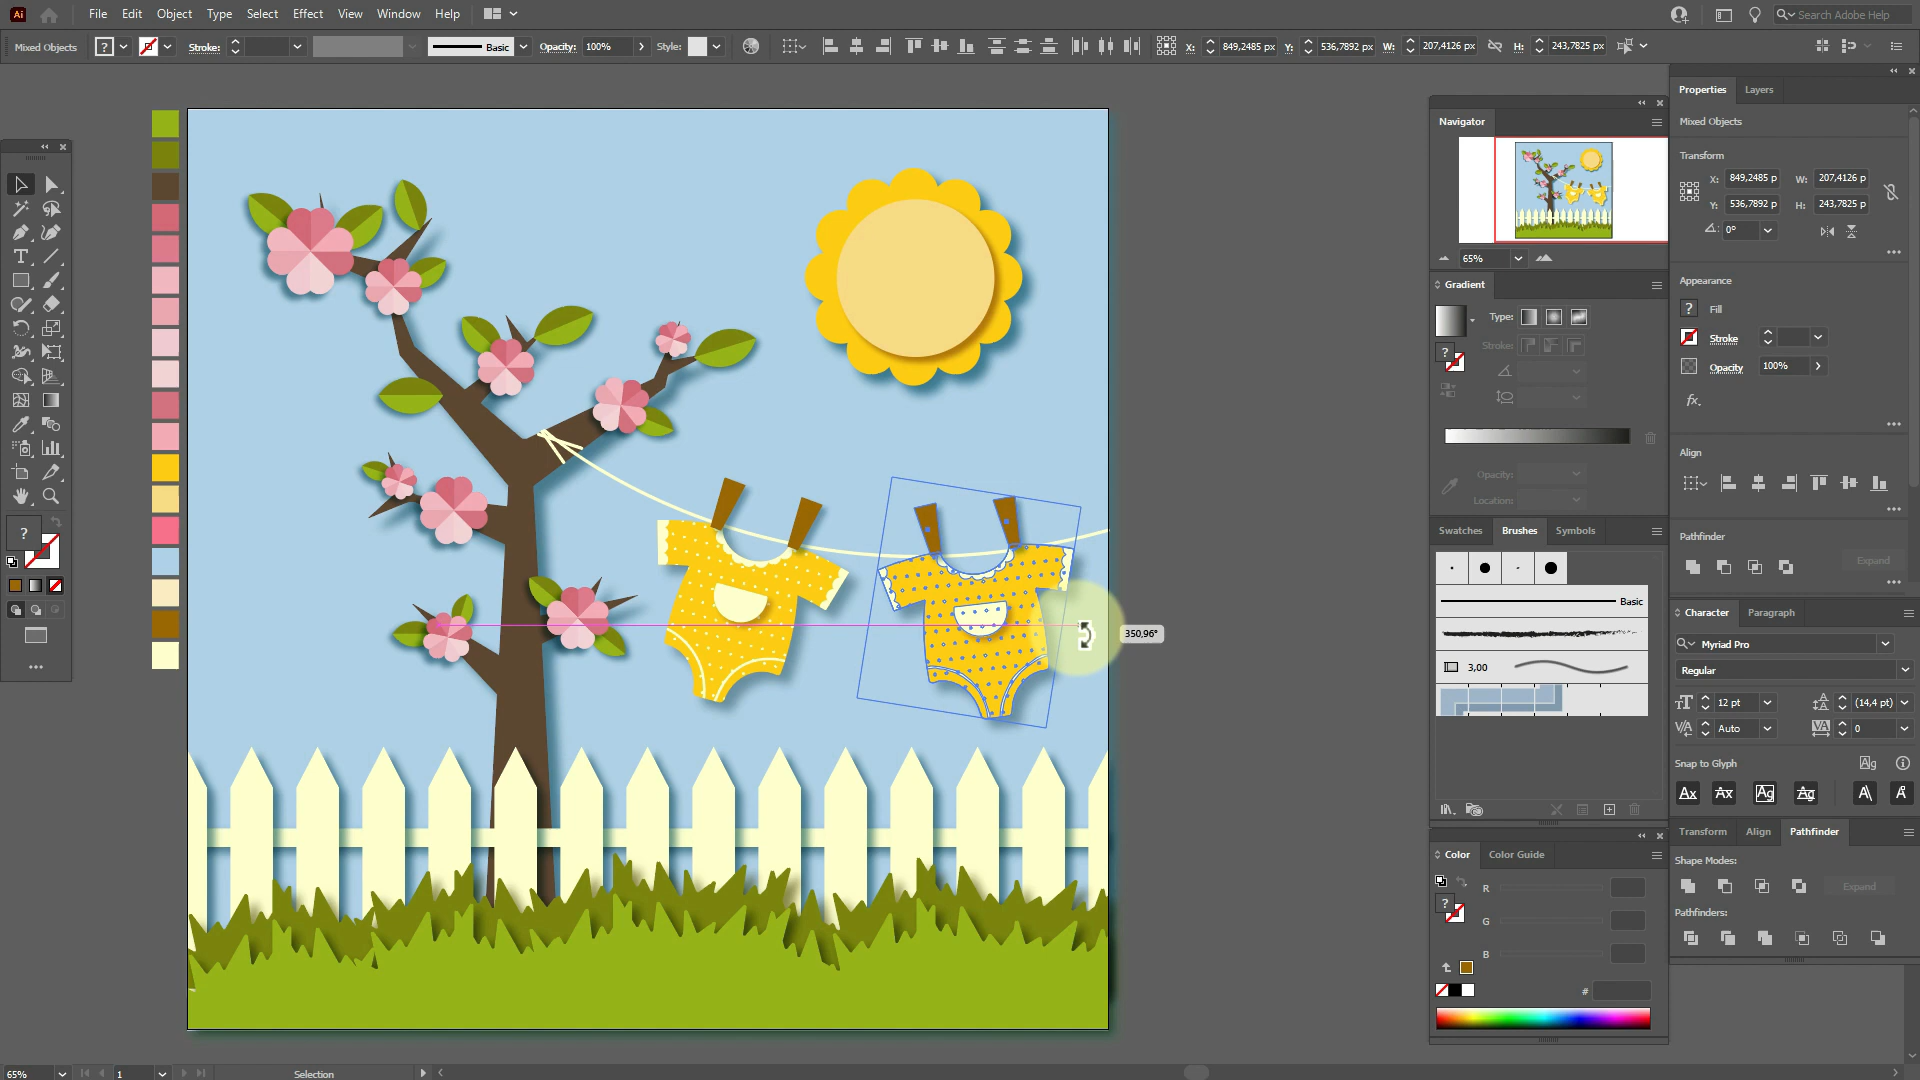 Ai File Edit Object Type Select Effect View Window Help Search Adobe Help
Mixed Objects ? Stroke: Basic Opacity: 100% Style: X: 849,2485 px Y: 536,7892 px W: 207,4126 px H: 243,7825 px
Properties Layers
Mixed Objects
Transform
X: 849,2485 p W: 207,4126 p
Y: 536,7892 p H: 243,7825 p
0°
Appearance
? Fill
Stroke
Opacity 100%
fx.
Align
Pathfinder
Expand
Navigator
65%
Gradient
Type:
Stroke:
?
Opacity:
Location:
Swatches Brushes Symbols
Basic
3,00
Color Color Guide
R
?
G
B
#
Character Paragraph
Myriad Pro
Regular
12 pt (14,4 pt)
Auto 0
Snap to Glyph
Transform Align Pathfinder
Shape Modes:
Expand
Pathfinders:
?
350,96°
65% 1 Selection